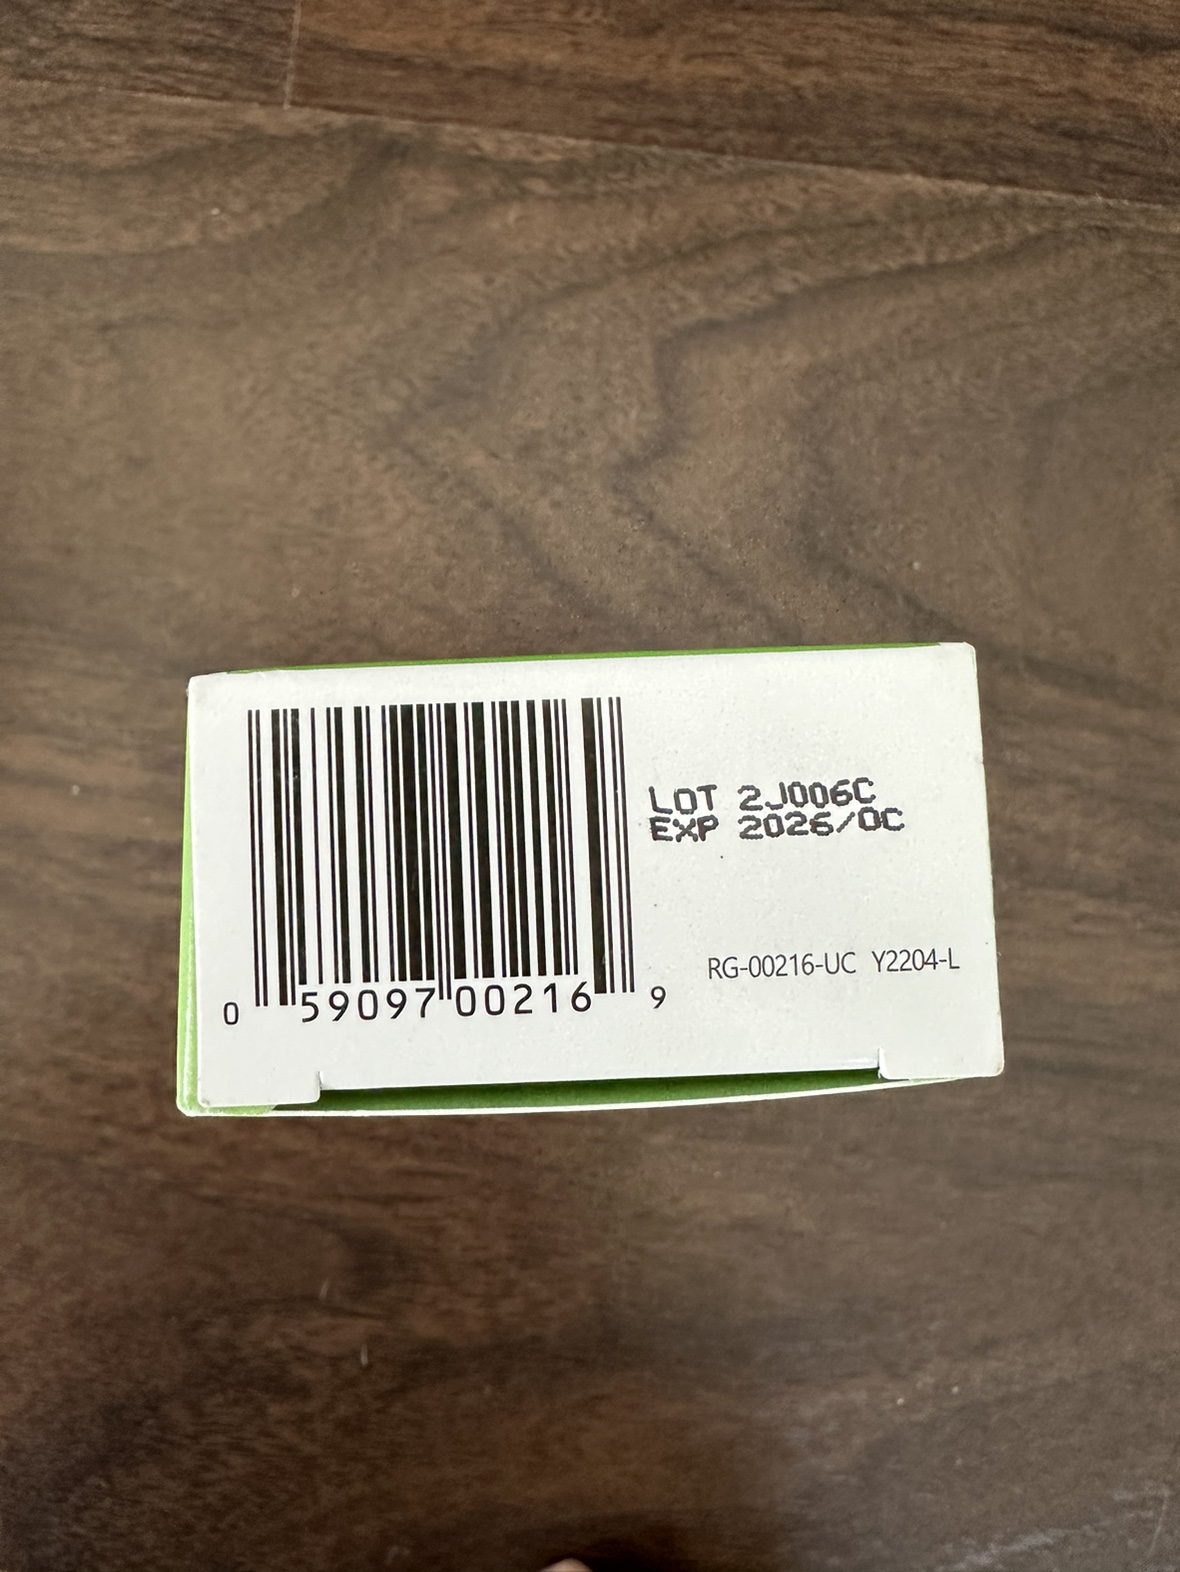 LOT 2J006C
EXP 2026/OC
RG-00216-UC Y2204-L
0 59097 00216 9